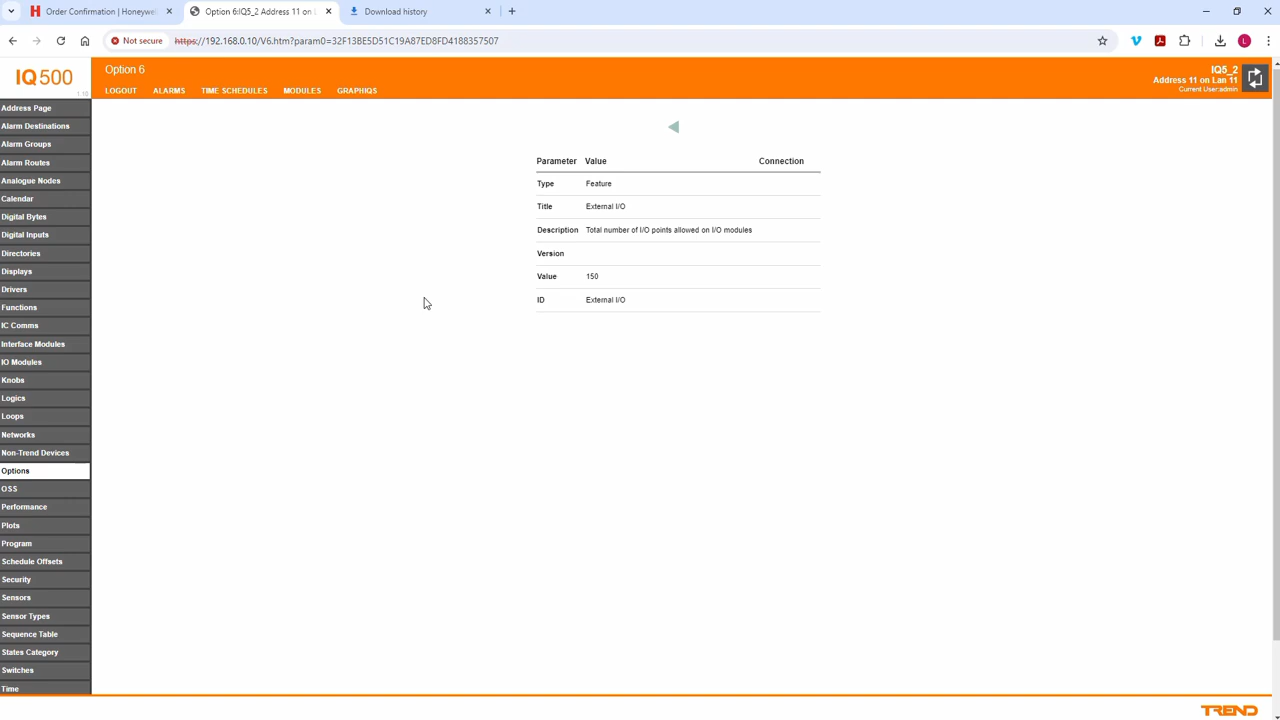 Order Confirmation | Honeywel
Option 6:IQ5_2 Address 11 on L
Download history
Not secure
https://192.168.0.10/V6.htm?param0=32F13BE5D51C19A87ED8FD4188357507
L
IQ500
1.10
Option 6
LOGOUT ALARMS TIME SCHEDULES MODULES GRAPHIQS
IQ5_2
Address 11 on Lan 11
Current User:admin
Address Page
Alarm Destinations
Alarm Groups
Alarm Routes
Analogue Nodes
Calendar
Digital Bytes
Digital Inputs
Directories
Displays
Drivers
Functions
IC Comms
Interface Modules
IO Modules
Knobs
Logics
Loops
Networks
Non-Trend Devices
Options
OSS
Performance
Plots
Program
Schedule Offsets
Security
Sensors
Sensor Types
Sequence Table
States Category
Switches
Time
Parameter Value Connection
Type Feature
Title External I/O
Description Total number of I/O points allowed on I/O modules
Version
Value 150
ID External I/O
TREND